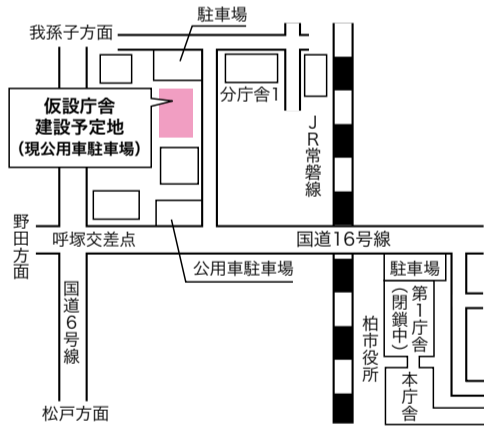 駐車場
我孫子方面
仮設庁舎
建設予定地
（現公用車駐車場）
分庁舎1
ＪＲ常磐線
野田方面
呼塚交差点
国道16号線
公用車駐車場
駐車場
国道６号線
柏市役所
第１庁舎
（閉鎖中）
本庁舎
松戸方面